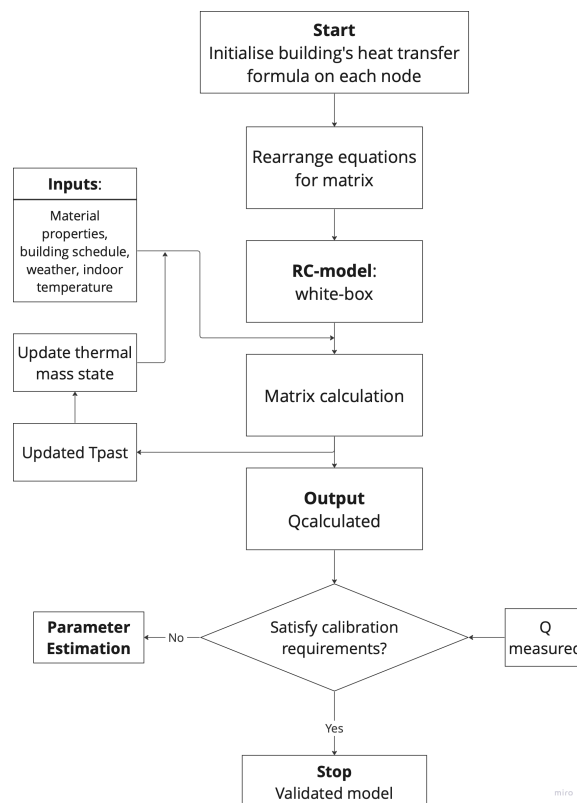 Start
Initialise building's heat transfer
formula on each node
Rearrange equations
for matrix
Inputs:
Material
properties,
building schedule,
weather, indoor
temperature
RC-model:
white-box
Update thermal
mass state
Matrix calculation
Updated Tpast
Output
Qcalculated
Parameter
Estimation
No
Satisfy calibration
requirements?
Q
measured
Yes
Stop
Validated model
miro